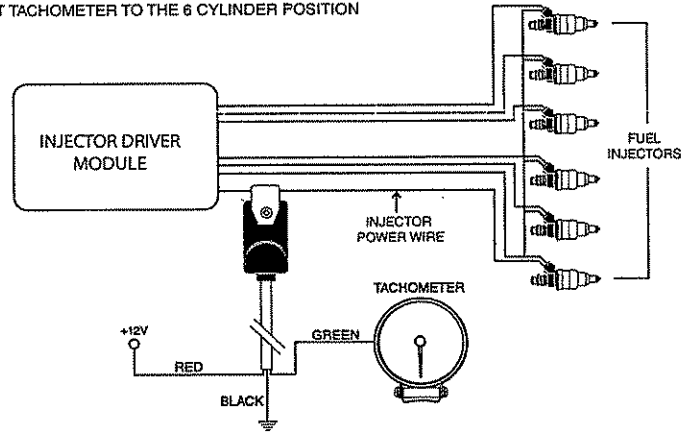 T TACHOMETER TO THE 6 CYLINDER POSITION
INJECTOR DRIVER
MODULE
FUEL
INJECTORS
INJECTOR
POWER WIRE
TACHOMETER
+12V
GREEN
RED
BLACK